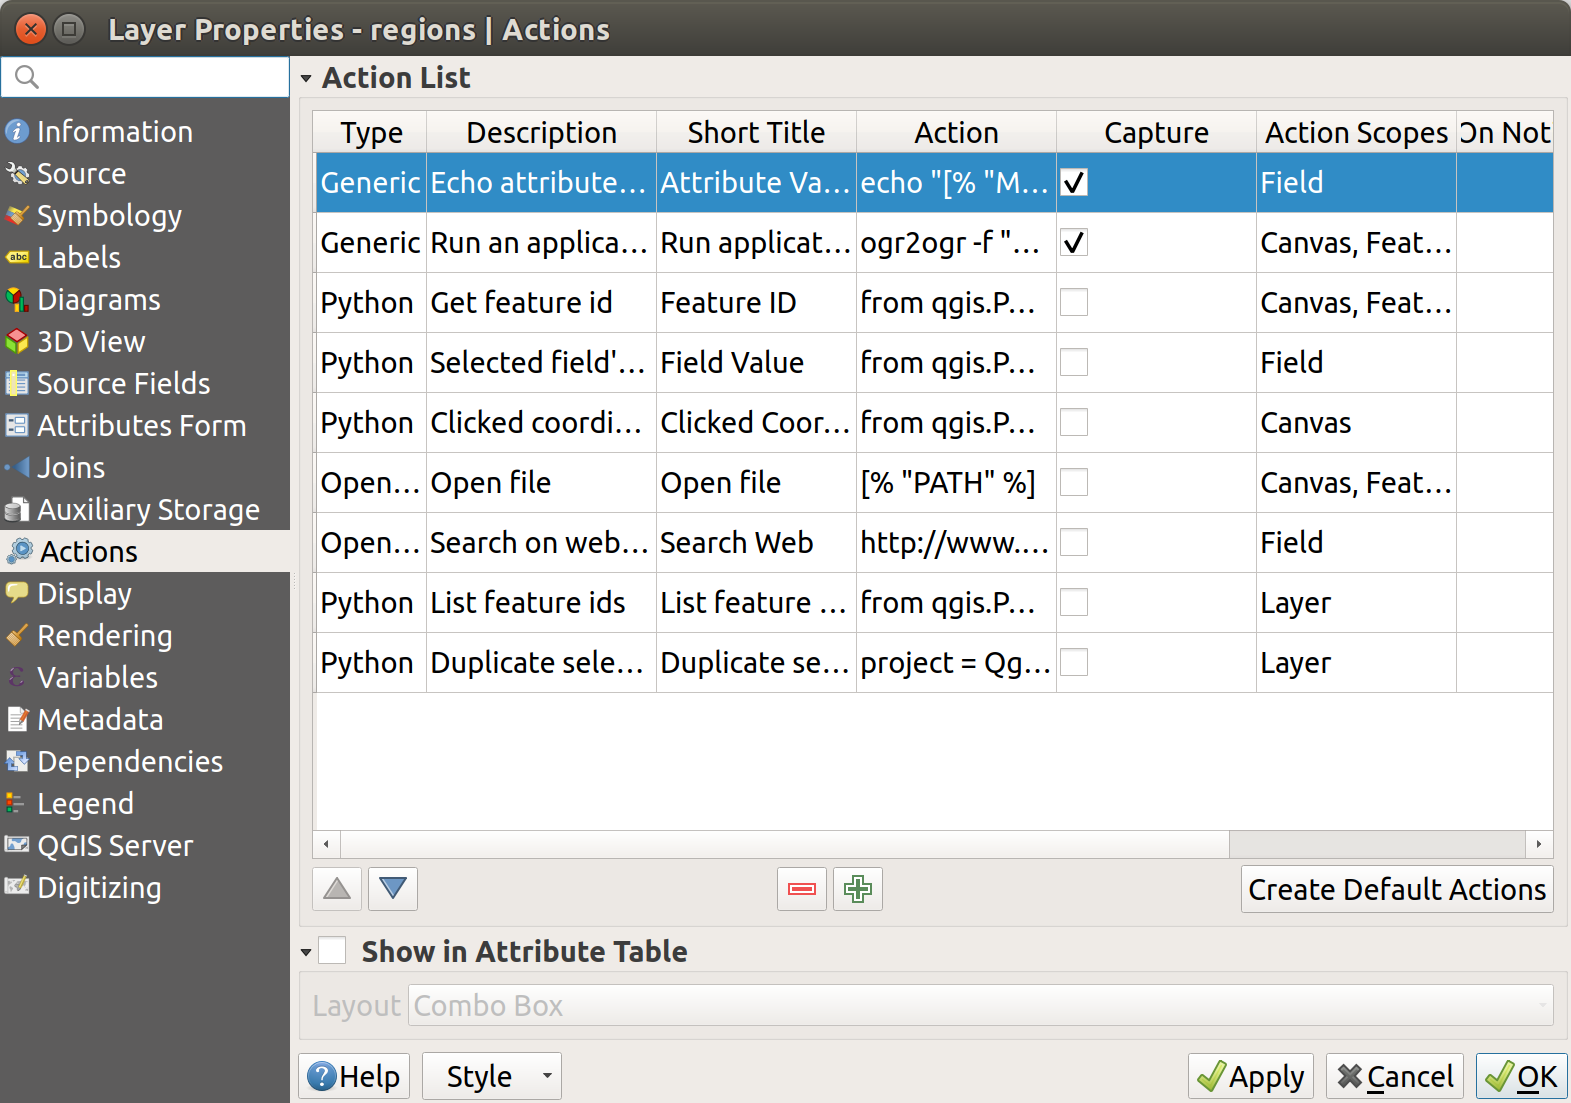 Layer Properties - regions | Actions
Action List
Information
Source
Symbology
abc Labels
Diagrams
3D View
Source Fields
Attributes Form
Joins
Auxiliary Storage
Actions
Display
Rendering
Variables
Metadata
Dependencies
Legend
QGIS Server
Digitizing
Type Description Short Title Action Capture Action Scopes On Not
Generic Echo attribute... Attribute Va... echo "[% "M... Field
Generic Run an applica... Run applicat... ogr2ogr -f "... Canvas, Feat...
Python Get feature id Feature ID from qgis.P... Canvas, Feat...
Python Selected field'... Field Value from qgis.P... Field
Python Clicked coordi... Clicked Coor... from qgis.P... Canvas
Open... Open file Open file [% "PATH" %] Canvas, Feat...
Open... Search on web... Search Web http://www.... Field
Python List feature ids List feature ... from qgis.P... Layer
Python Duplicate sele... Duplicate se... project = Qg... Layer
Create Default Actions
Show in Attribute Table
Layout Combo Box
Help Style Apply Cancel OK